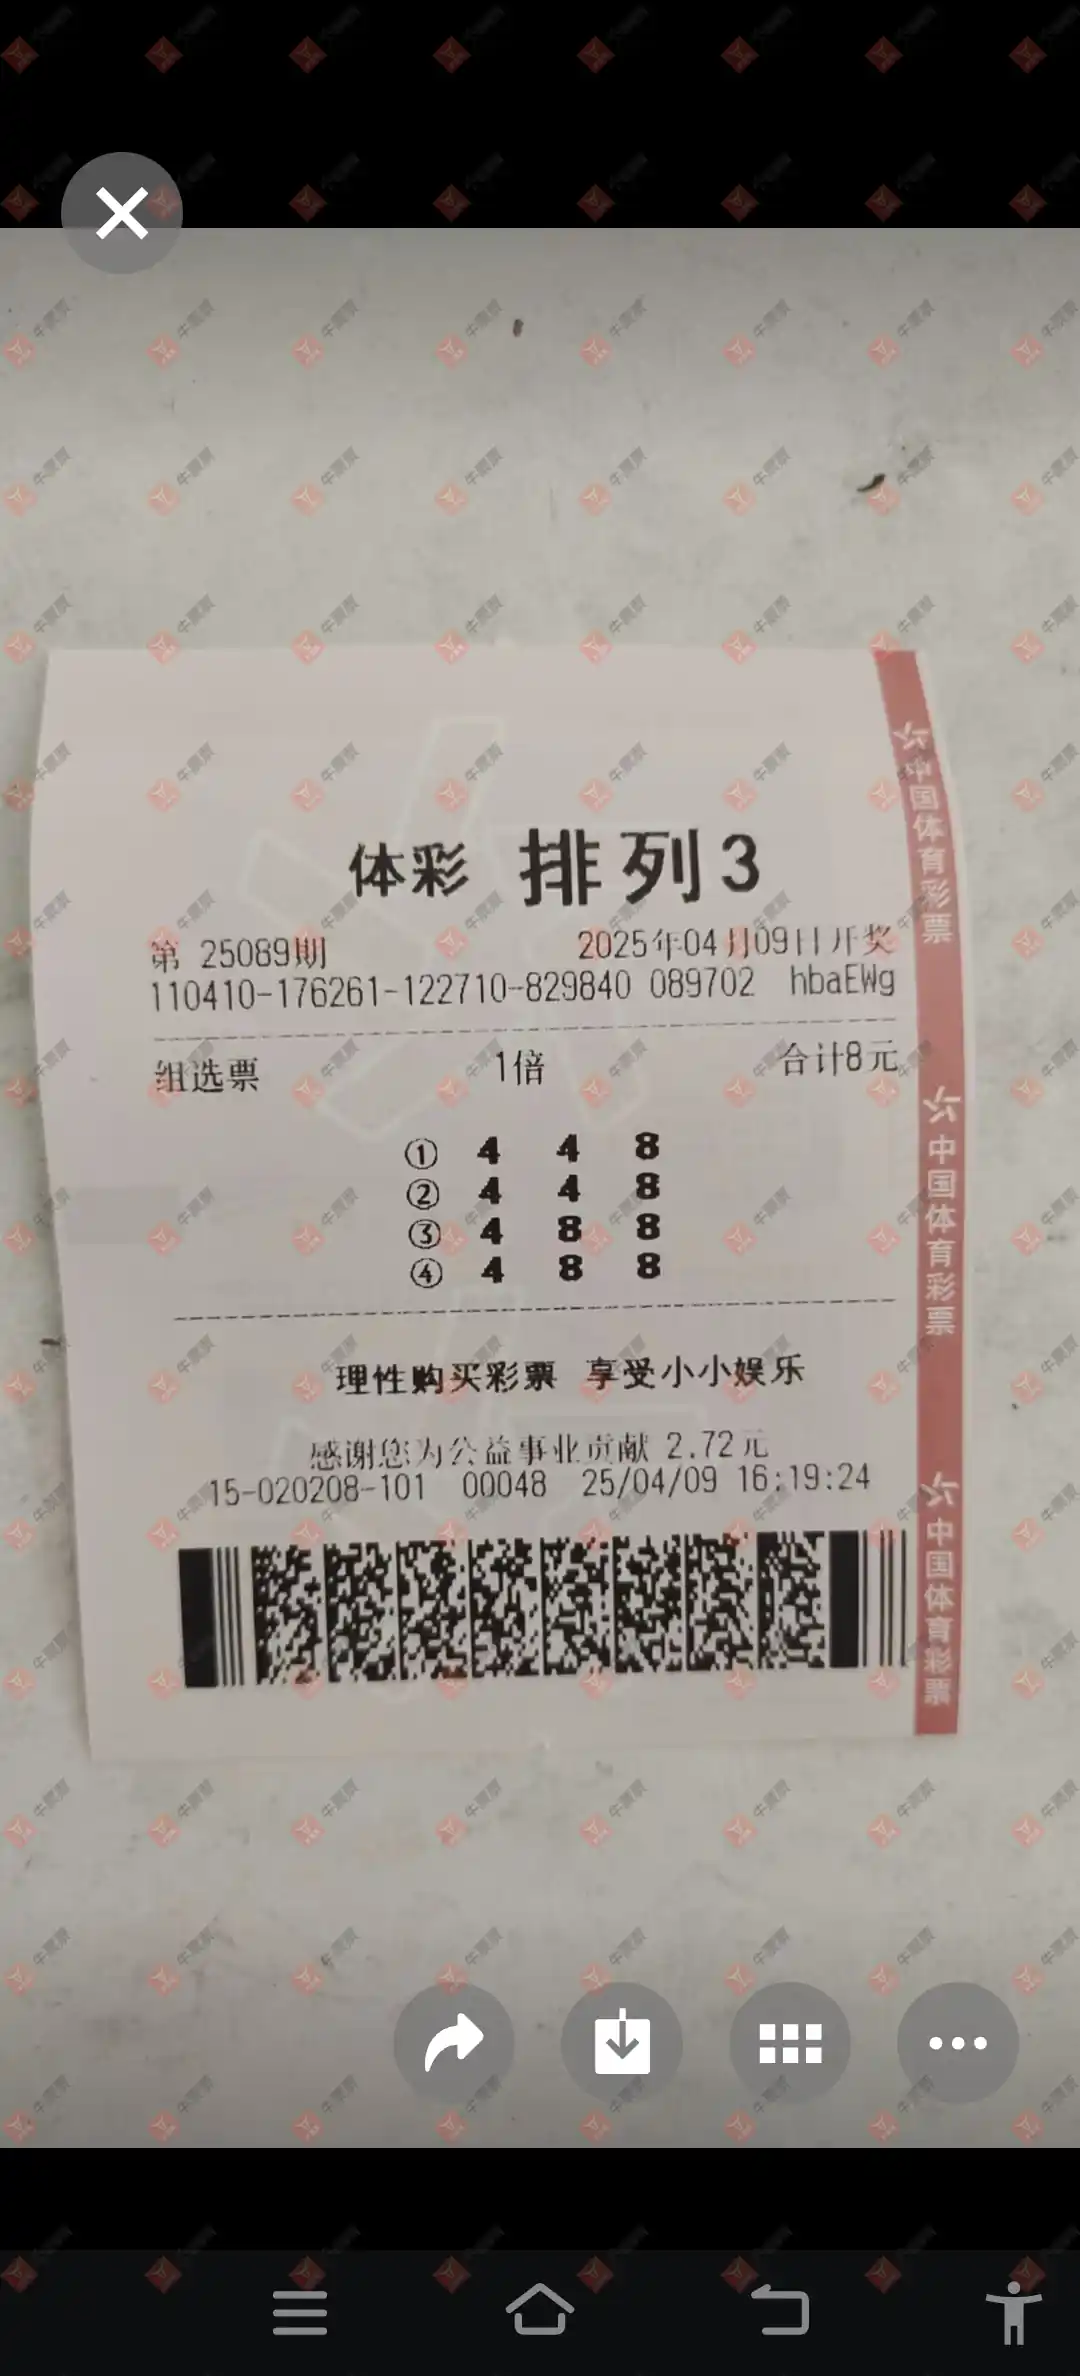 体彩 排列3
第 25089期 2025年04月09日开奖
110410-176261-122710-829840 089702 hbaEWg
组选票 1倍 合计8元
① 4 4 8
② 4 4 8
③ 4 8 8
④ 4 8 8
理性购买彩票 享受小小娱乐
感谢您为公益事业贡献 2.72元
15-020208-101 00048 25/04/09 16:19:24
中国体育彩票
中国体育彩票
中国体育彩票